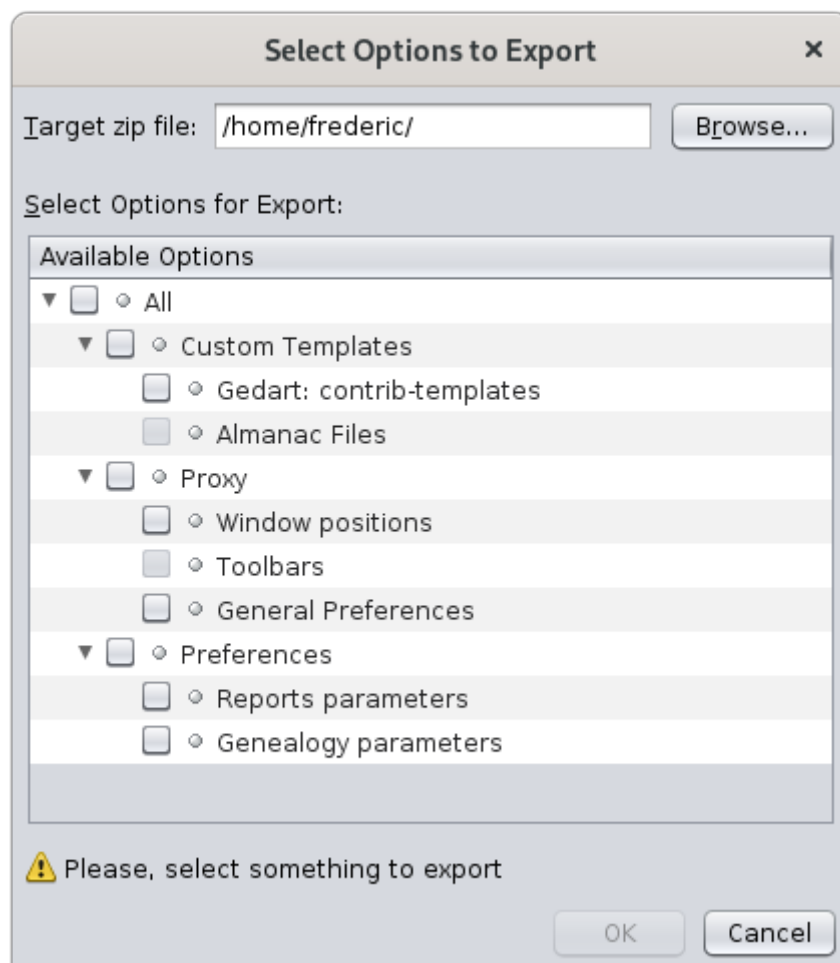 Select Options to Export
Target zip file: /home/frederic/ Browse...
Select Options for Export:
Available Options
All
Custom Templates
Gedart: contrib-templates
Almanac Files
Proxy
Window positions
Toolbars
General Preferences
Preferences
Reports parameters
Genealogy parameters
Please, select something to export
OK Cancel